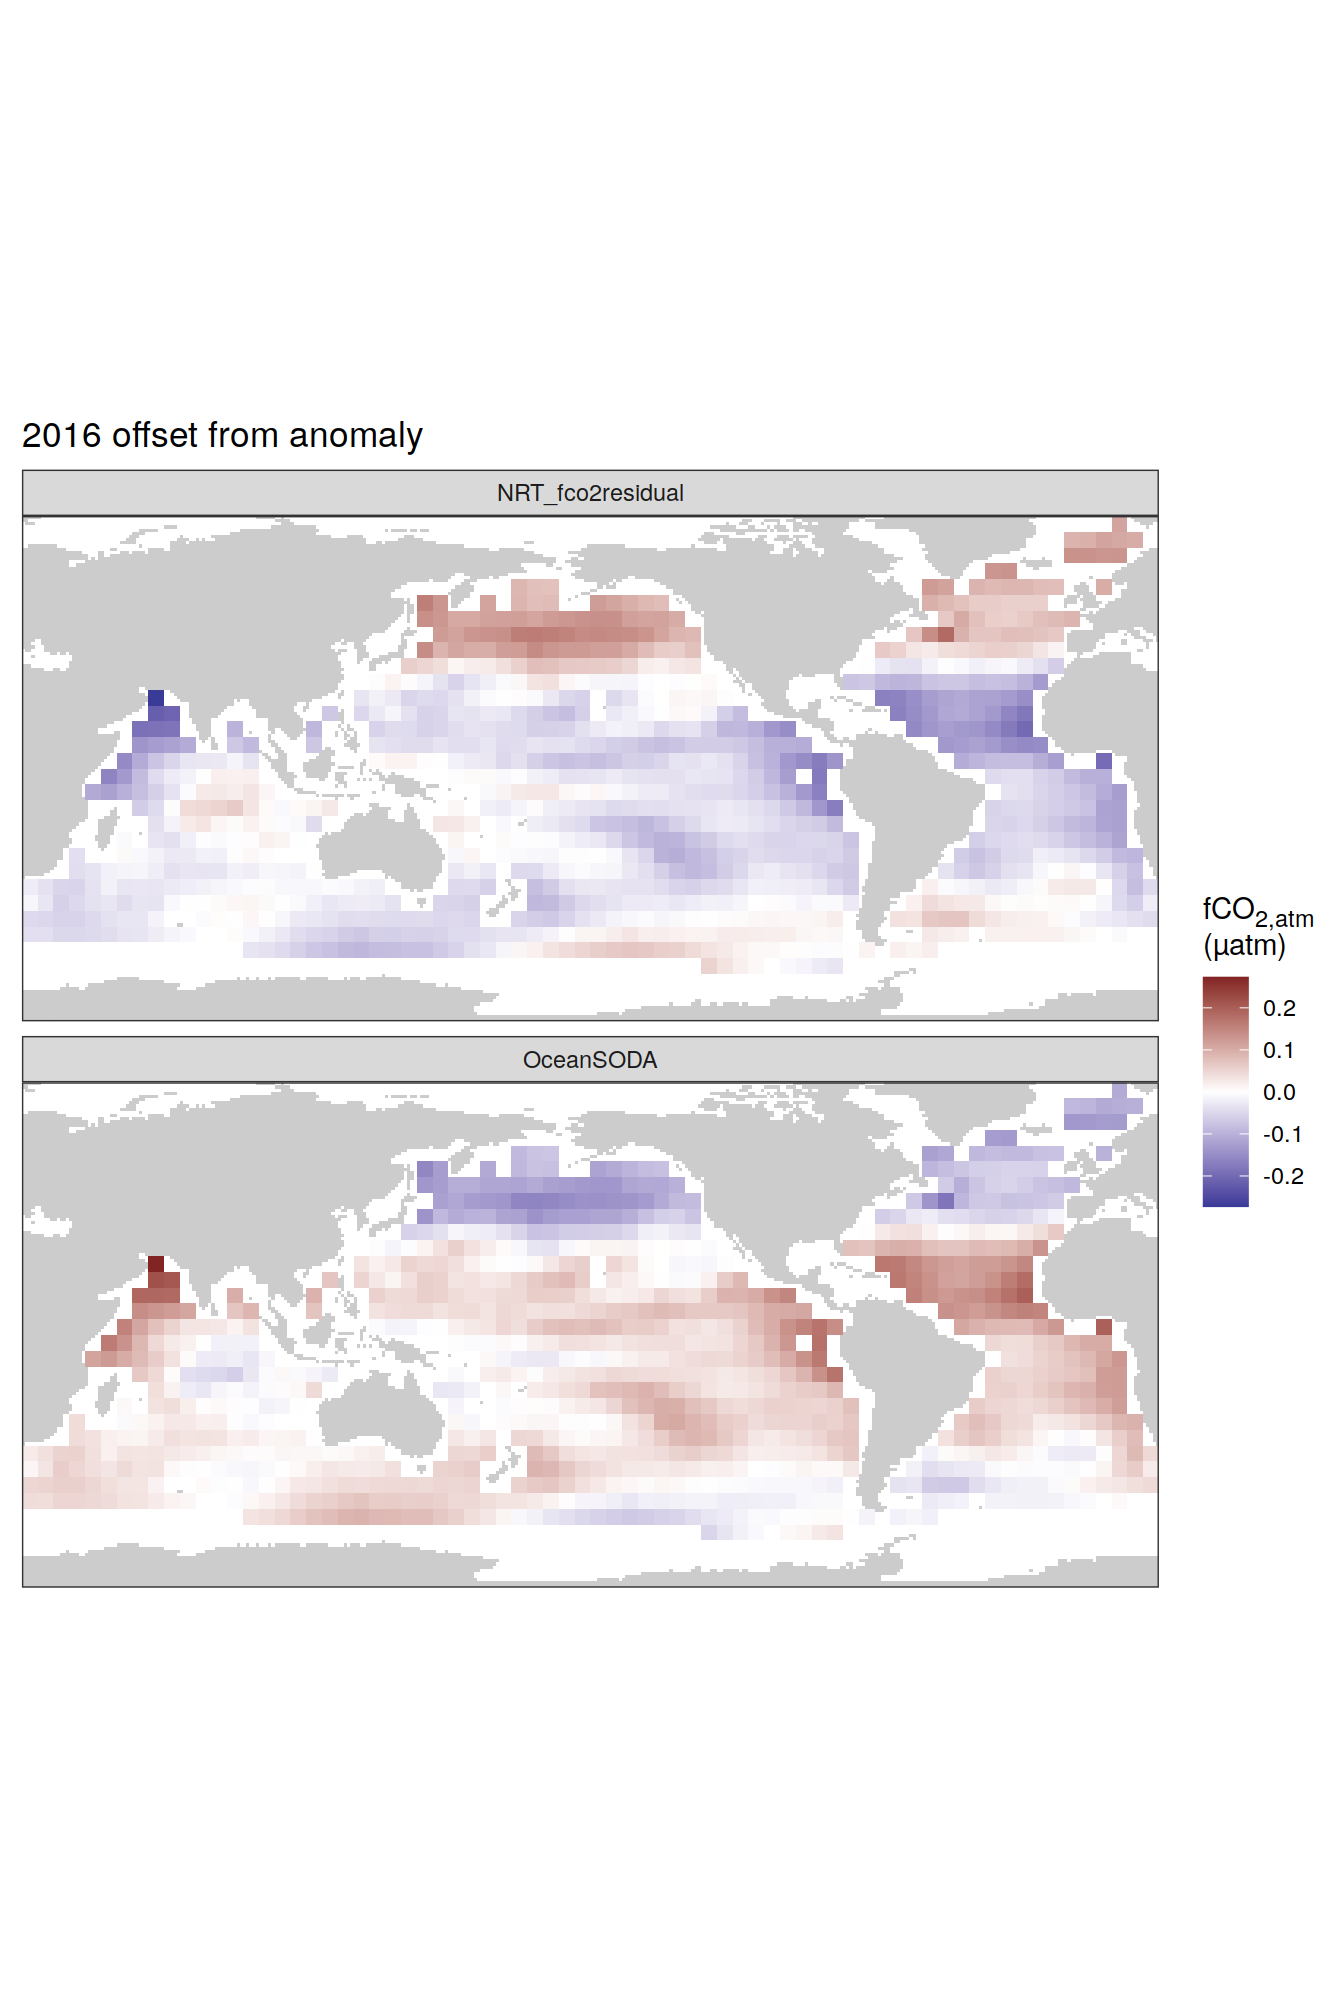 2016 offset from anomaly
NRT_fco2residual
OceanSODA
fCO2,atm
(µatm)
0.2
0.1
0.0
-0.1
-0.2